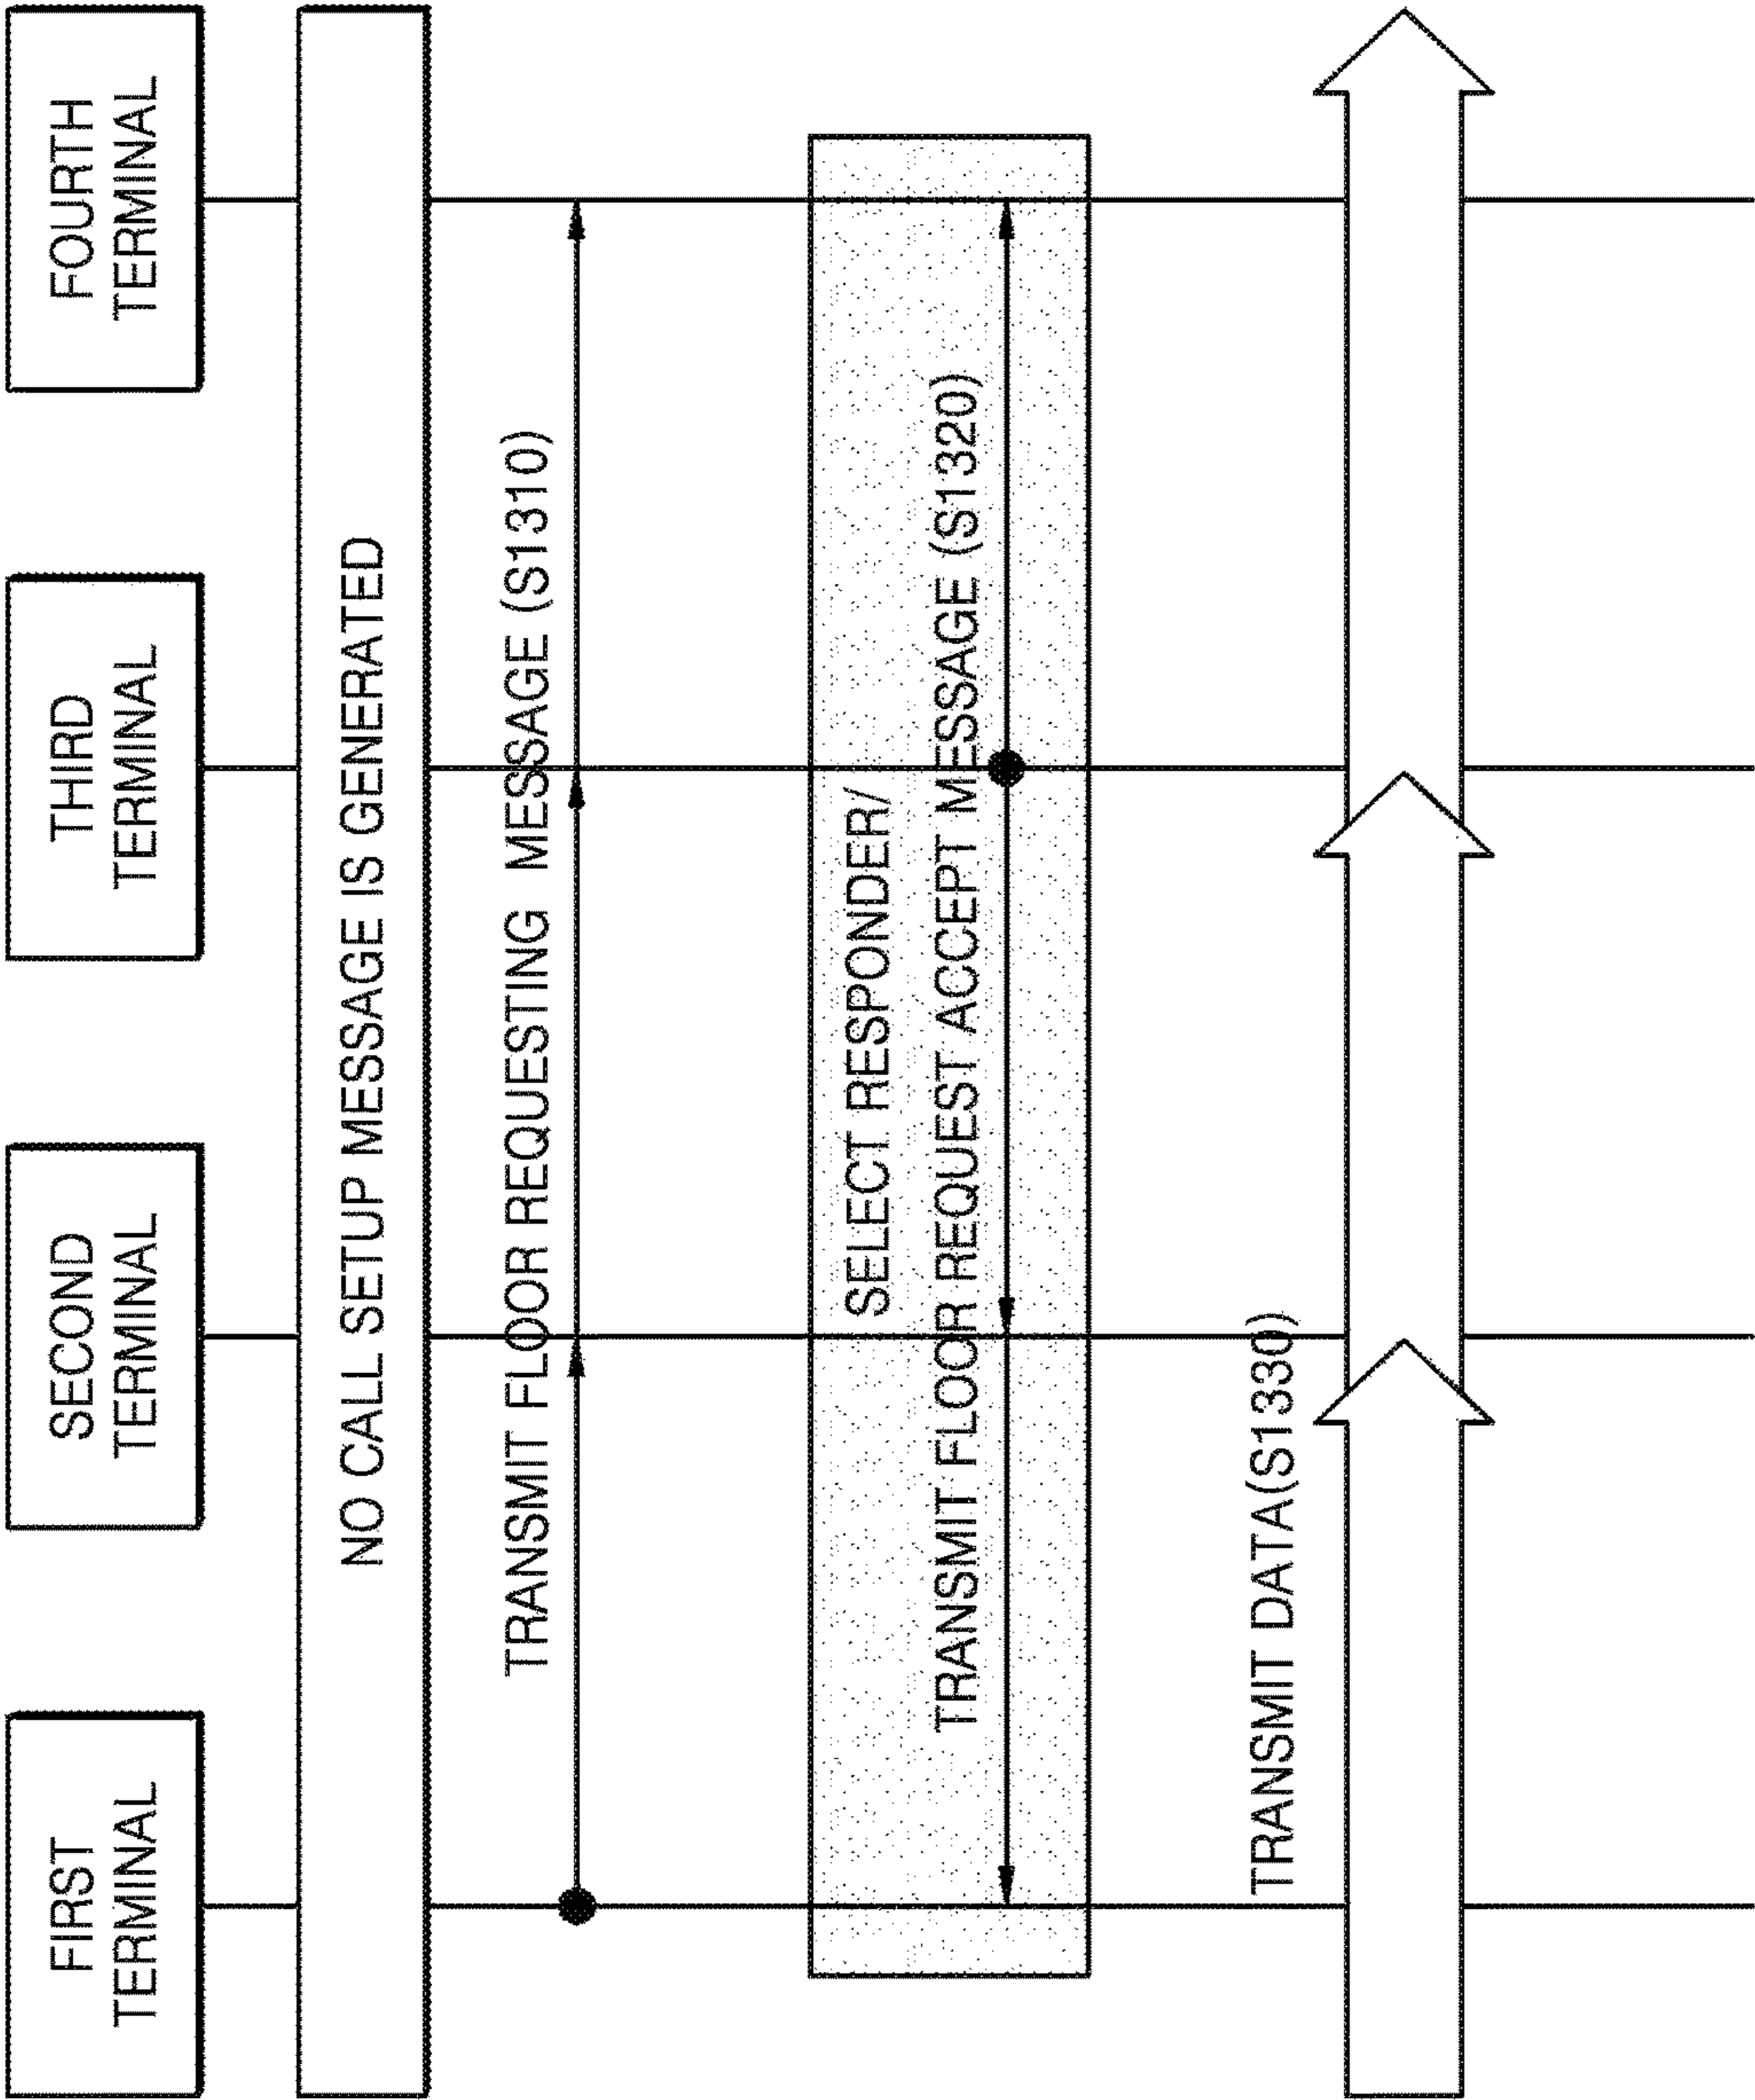 FIRST
TERMINAL
SECOND
TERMINAL
THIRD
TERMINAL
FOURTH
TERMINAL
NO CALL SETUP MESSAGE IS GENERATED
TRANSMIT FLOOR REQUESTING MESSAGE (S1310)
SELECT RESPONDER/
TRANSMIT FLOOR REQUEST ACCEPT MESSAGE (S1320)
TRANSMIT DATA(S1330)